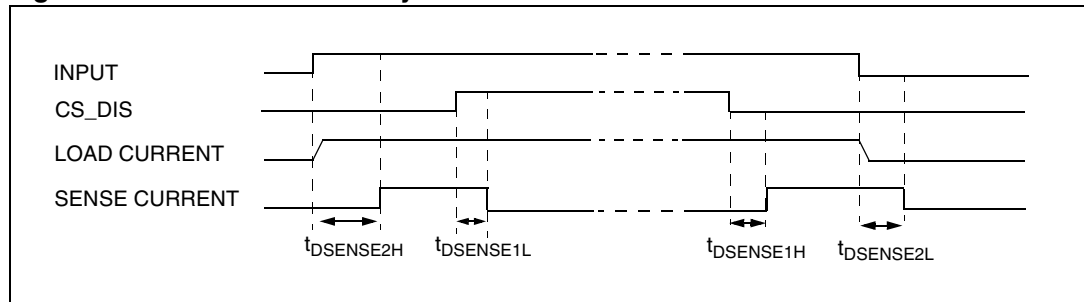 INPUT
CS_DIS
LOAD CURRENT
SENSE CURRENT
tDSENSE2H tDSENSE1L tDSENSE1H tDSENSE2L